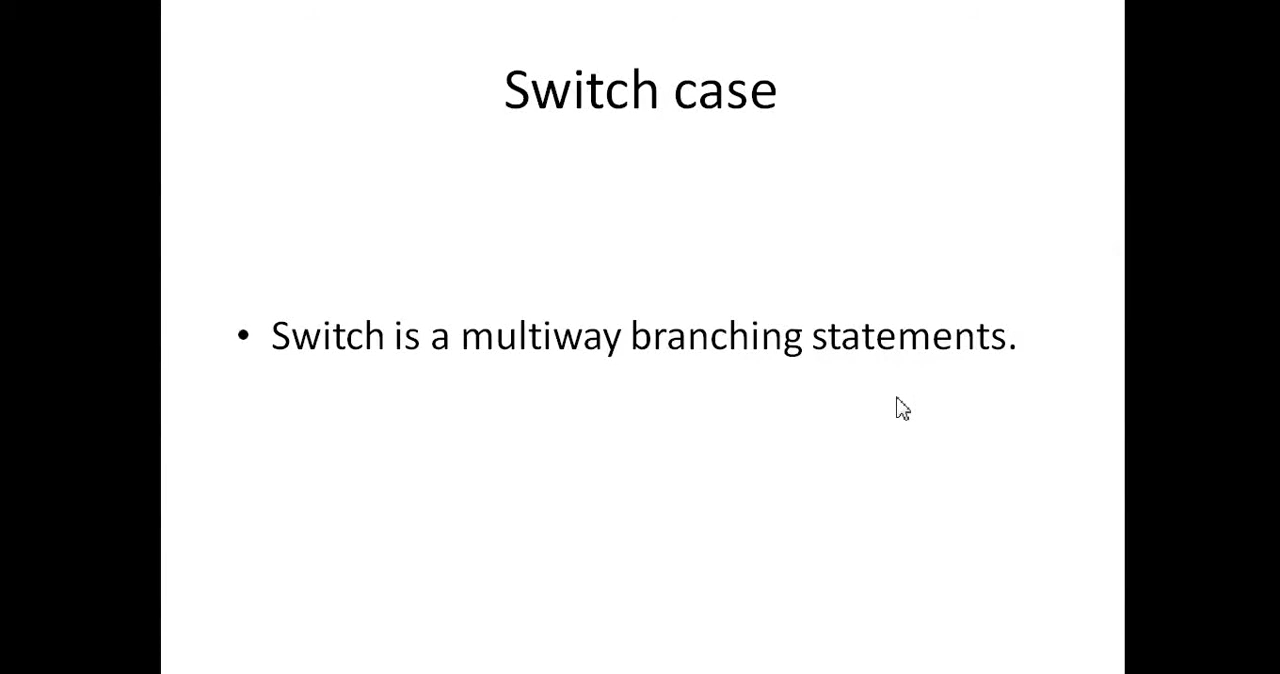 Switch case
• Switch is a multiway branching statements.